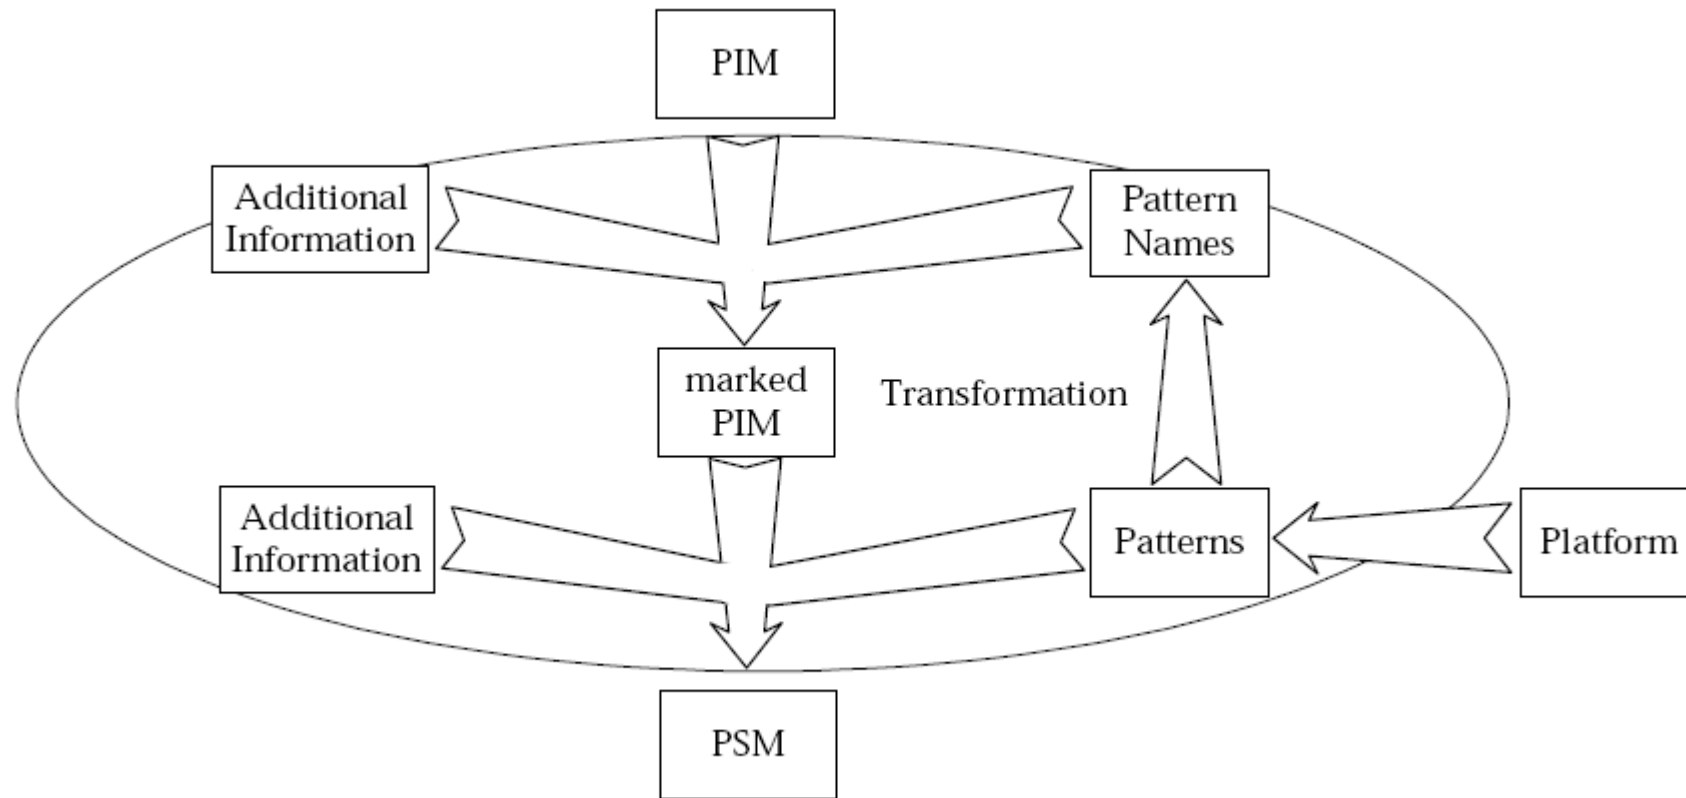 PIM
Additional
Information
Pattern
Names
marked
PIM
Transformation
Additional
Information
Patterns
Platform
PSM